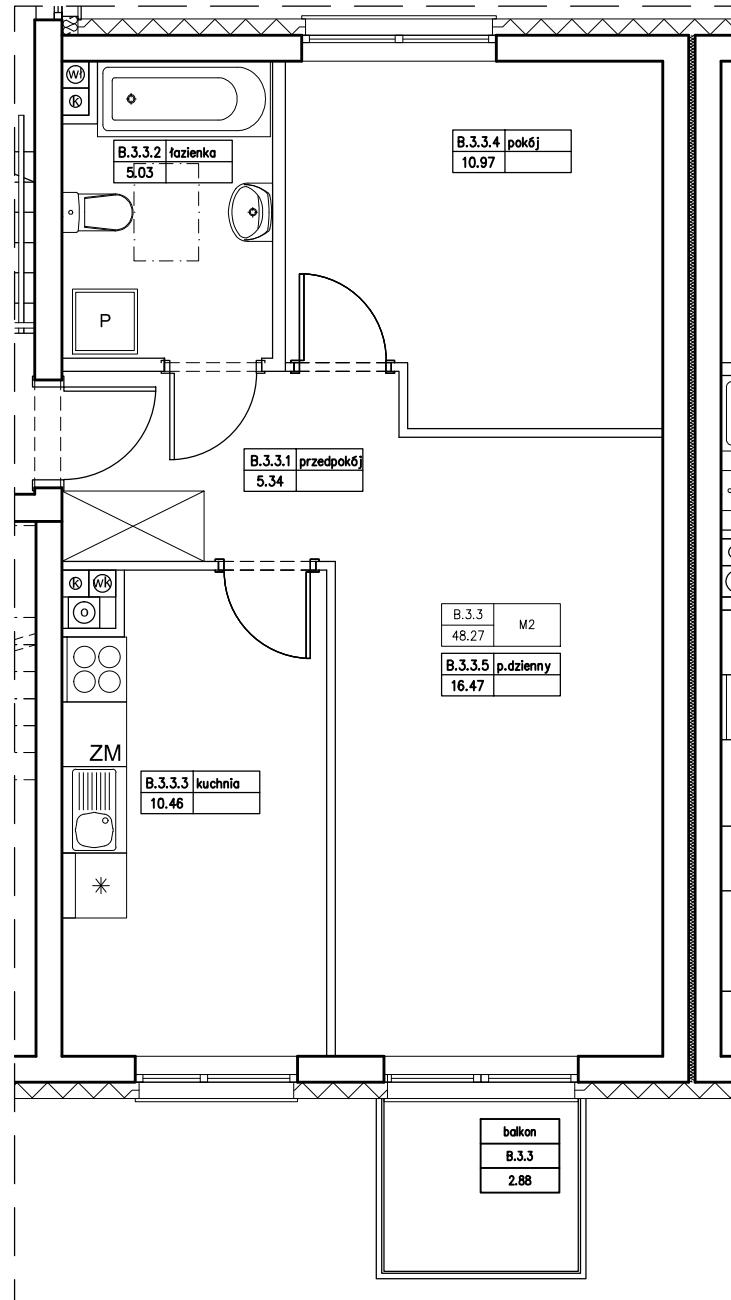 wł
k
B.3.3.2 łazienka
5.03
B.3.3.4 pokój
10.97
P
B.3.3.1 przedpokój
5.34
k wk
B.3.3 M2
48.27
B.3.3.5 p.dzienny
16.47
ZM
B.3.3.3 kuchnia
10.46
balkon
B.3.3
2.88